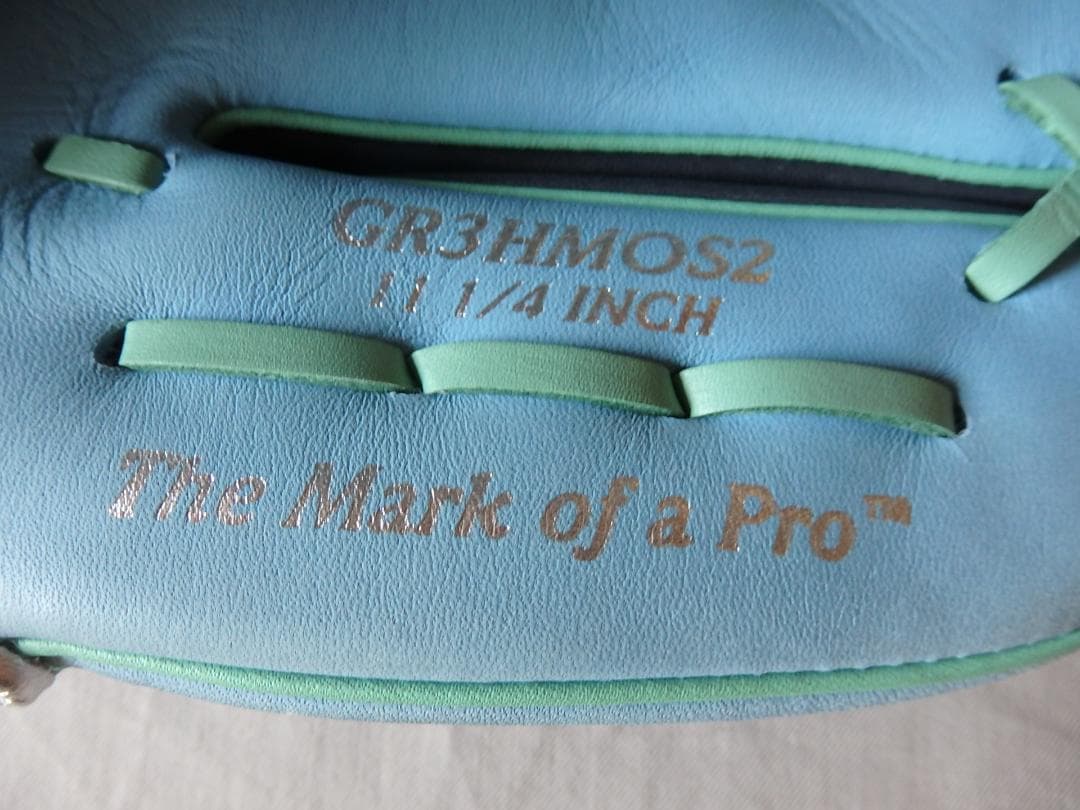 GR3HMOS2
11 1/4 INCH
The Mark of a Pro™